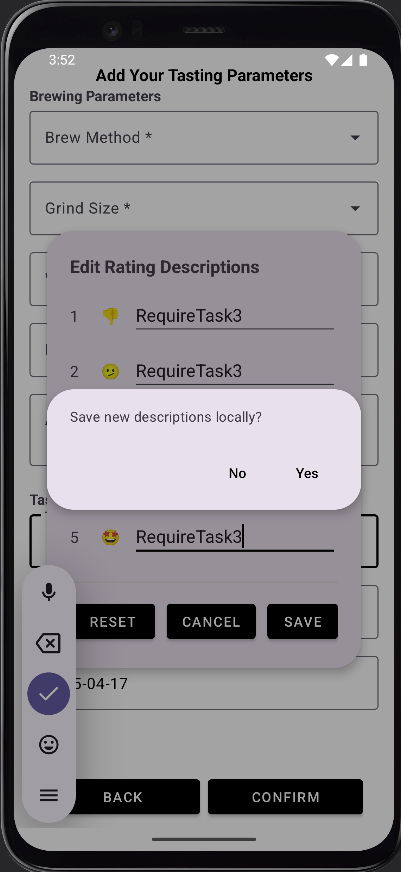 3:52
Add Your Tasting Parameters
Brewing Parameters
Brew Method *
Grind Size *
Edit Rating Descriptions
1 RequireTask3
2 RequireTask3
Save new descriptions locally?
No Yes
5 RequireTask3
RESET CANCEL SAVE
5-04-17
BACK CONFIRM